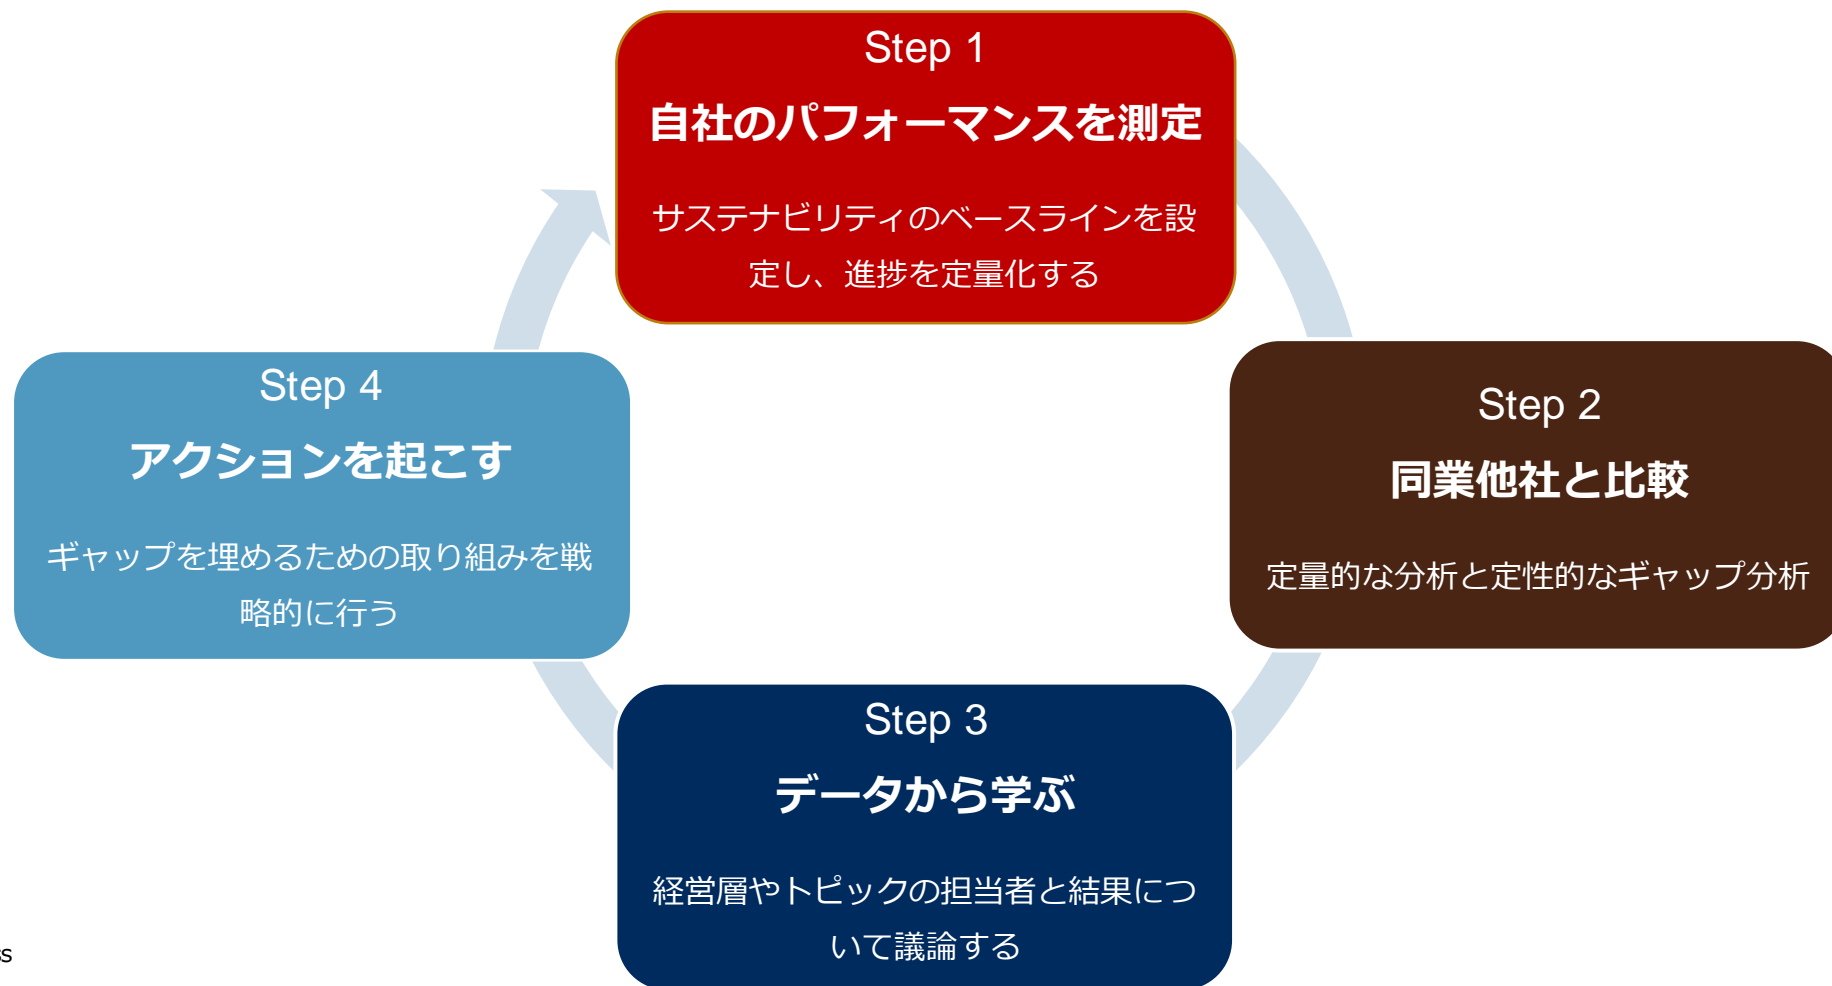 Step 1
自社のパフォーマンスを測定
サステナビリティのベースラインを設
定し、進捗を定量化する
Step 4
アクションを起こす
ギャップを埋めるための取り組みを戦
略的に行う
Step 2
同業他社と比較
定量的な分析と定性的なギャップ分析
Step 3
データから学ぶ
経営層やトピックの担当者と結果につ
いて議論する